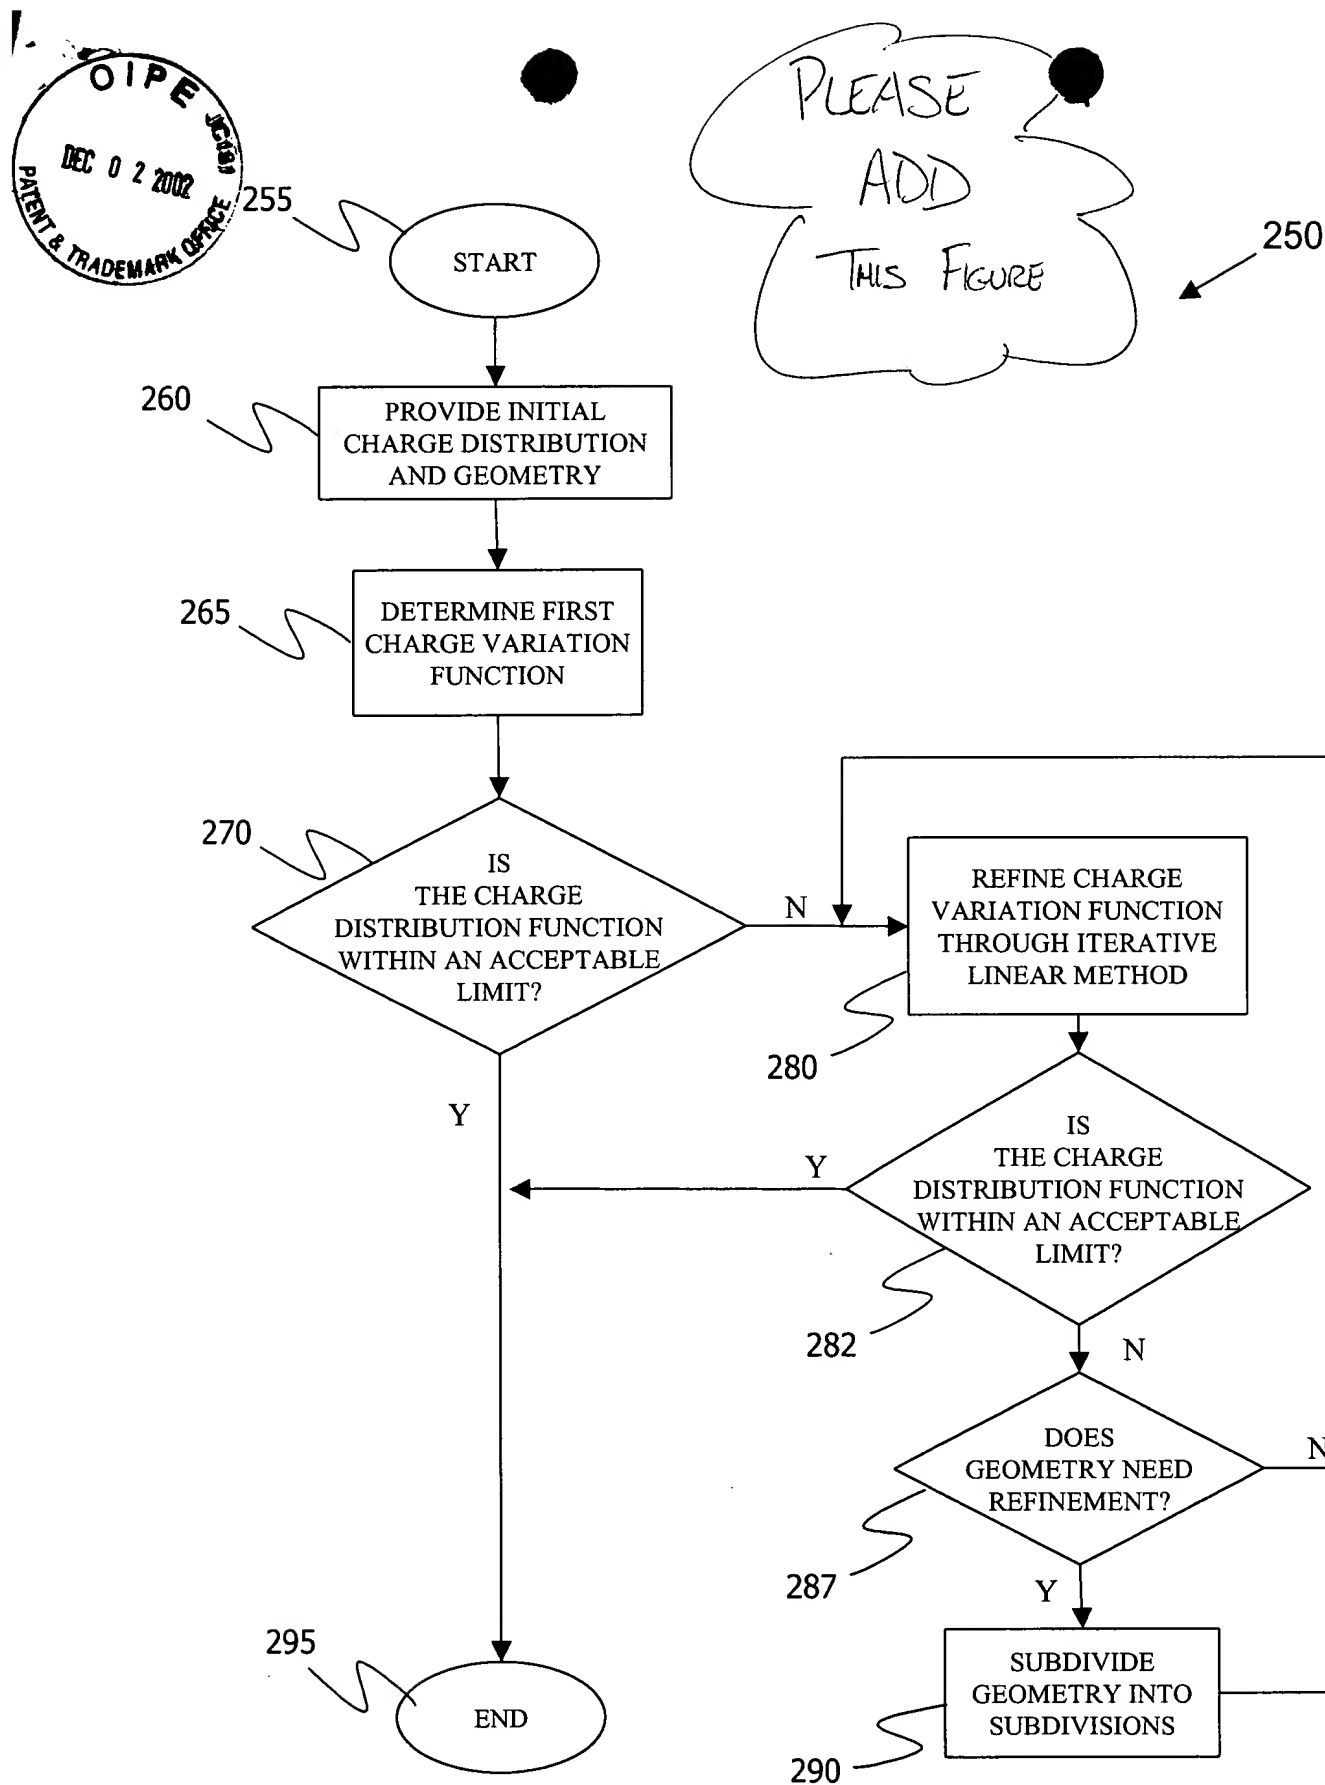 OIPE
JC161
DEC 0 2 2002
PATENT & TRADEMARK OFFICE
PLEASE
ADD
THIS FIGURE
250
255
START
260
PROVIDE INITIAL
CHARGE DISTRIBUTION
AND GEOMETRY
265
DETERMINE FIRST
CHARGE VARIATION
FUNCTION
270
IS
THE CHARGE
DISTRIBUTION FUNCTION
WITHIN AN ACCEPTABLE
LIMIT?
N
Y
REFINE CHARGE
VARIATION FUNCTION
THROUGH ITERATIVE
LINEAR METHOD
280
IS
THE CHARGE
DISTRIBUTION FUNCTION
WITHIN AN ACCEPTABLE
LIMIT?
Y
282
N
DOES
GEOMETRY NEED
REFINEMENT?
N
287
Y
SUBDIVIDE
GEOMETRY INTO
SUBDIVISIONS
290
295
END